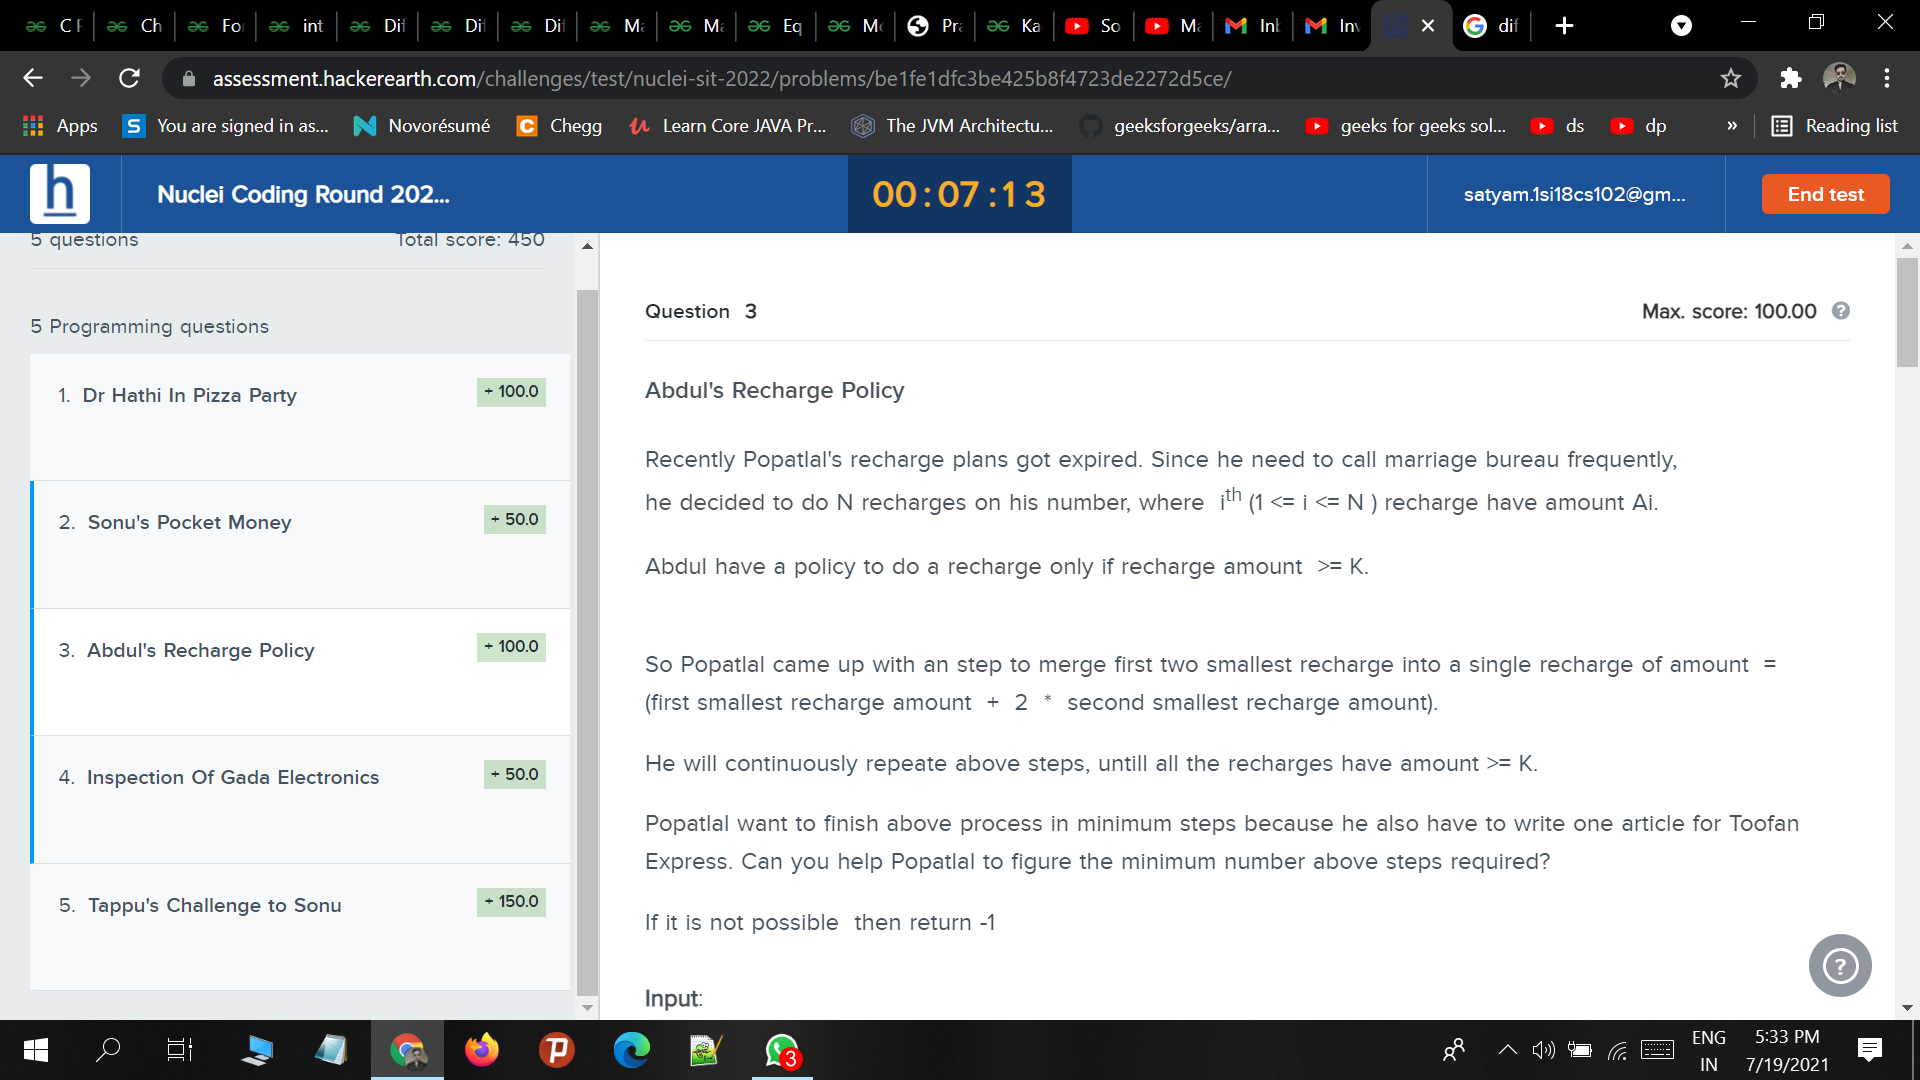 C F
Ch
Fo
int
Dif
Di
Dif
Ma
Ma
Eq
Mo
Pra
Ka
So
Ma
Inb
Inv
dif
assessment.hackerearth.com/challenges/test/nuclei-sit-2022/problems/be1fe1dfc3be425b8f4723de2272d5ce/
Apps
You are signed in as...
Novorésumé
Chegg
Learn Core JAVA Pr...
The JVM Architectu...
geeksforgeeks/arra...
geeks for geeks sol...
ds
dp
»
Reading list
h
Nuclei Coding Round 202...
00:07:13
satyam.1si18cs102@gm...
End test
5 questions
Total score: 450
5 Programming questions
1. Dr Hathi In Pizza Party
+ 100.0
2. Sonu's Pocket Money
+ 50.0
3. Abdul's Recharge Policy
+ 100.0
4. Inspection Of Gada Electronics
+ 50.0
5. Tappu's Challenge to Sonu
+ 150.0
Question 3
Max. score: 100.00
Abdul's Recharge Policy
Recently Popatlal's recharge plans got expired. Since he need to call marriage bureau frequently,
he decided to do N recharges on his number, where ith (1 <= i <= N ) recharge have amount Ai.
Abdul have a policy to do a recharge only if recharge amount >= K.
So Popatlal came up with an step to merge first two smallest recharge into a single recharge of amount =
(first smallest recharge amount + 2 * second smallest recharge amount).
He will continuously repeate above steps, untill all the recharges have amount >= K.
Popatlal want to finish above process in minimum steps because he also have to write one article for Toofan
Express. Can you help Popatlal to figure the minimum number above steps required?
If it is not possible then return -1
Input:
3
ENG
IN
5:33 PM
7/19/2021